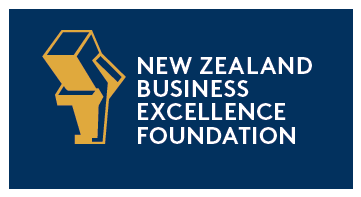 NEW ZEALAND
BUSINESS
EXCELLENCE
FOUNDATION